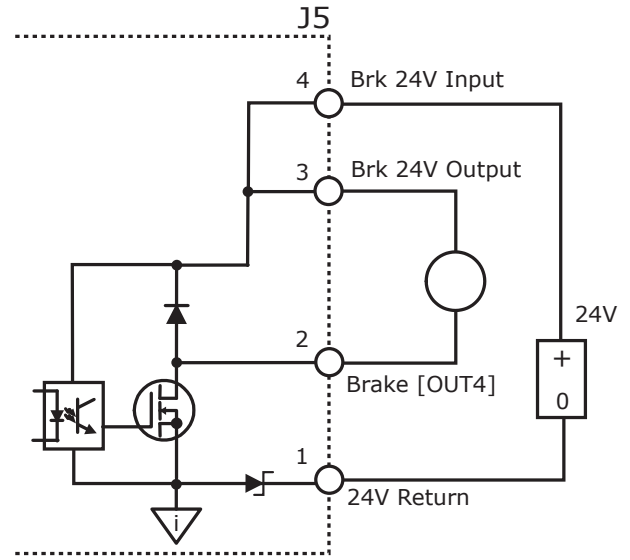 J5
4 Brk 24V Input
3 Brk 24V Output
24V
+
2
Brake [OUT4]
0
1
24V Return
i